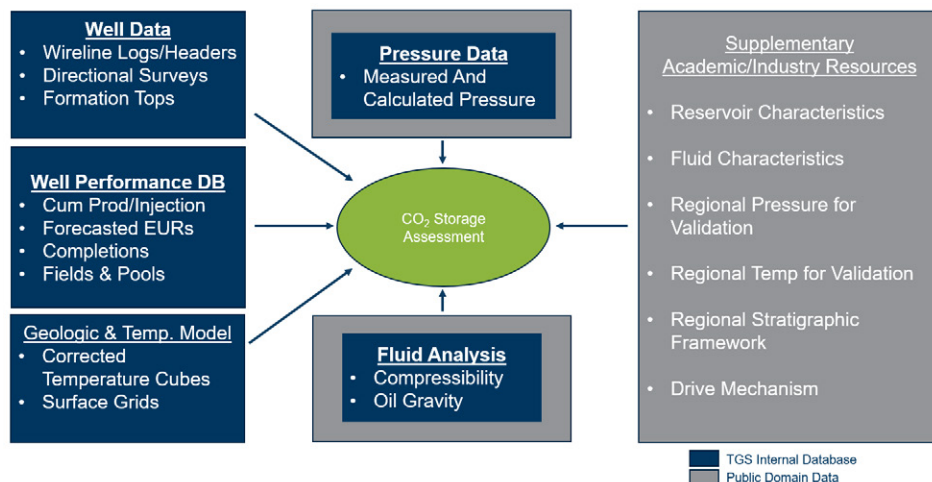 Well Data
• Wireline Logs/Headers
• Directional Surveys
• Formation Tops
Well Performance DB
• Cum Prod/Injection
• Forecasted EURs
• Completions
• Fields & Pools
Geologic & Temp. Model
• Corrected
Temperature Cubes
• Surface Grids
Pressure Data
• Measured And
Calculated Pressure
CO₂ Storage
Assessment
Fluid Analysis
• Compressibility
• Oil Gravity
Supplementary
Academic/Industry Resources
• Reservoir Characteristics
• Fluid Characteristics
• Regional Pressure for
Validation
• Regional Temp for Validation
• Regional Stratigraphic
Framework
• Drive Mechanism
TGS Internal Database
Public Domain Data